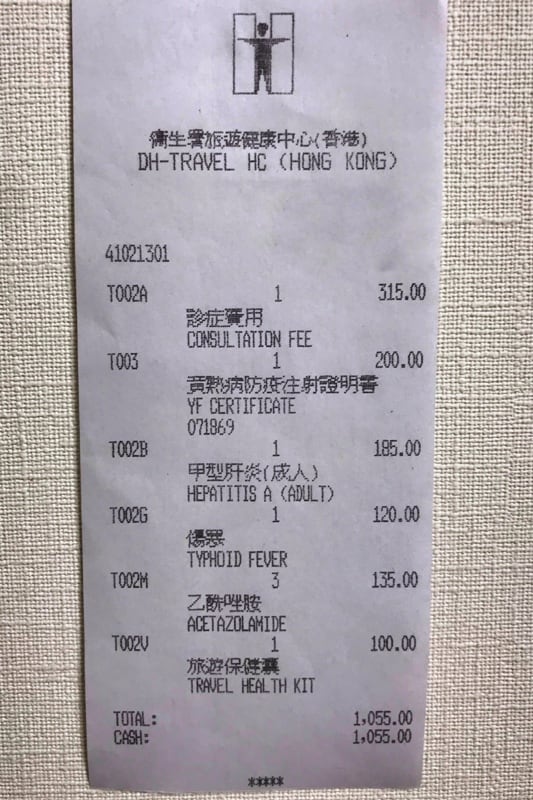 衞生署旅遊健康中心(香港)
DH-TRAVEL HC (HONG KONG)
41021301
T002A 1 315.00
診症費用
CONSULTATION FEE
T003 1 200.00
黃熱病防疫注射證明書
YF CERTIFICATE
071869
T002B 1 185.00
甲型肝炎(成人)
HEPATITIS A (ADULT)
T002G 1 120.00
傷寒
TYPHOID FEVER
T002M 3 135.00
乙酰唑胺
ACETAZOLAMIDE
T002V 1 100.00
旅遊保健囊
TRAVEL HEALTH KIT
TOTAL: 1,055.00
CASH: 1,055.00
*****